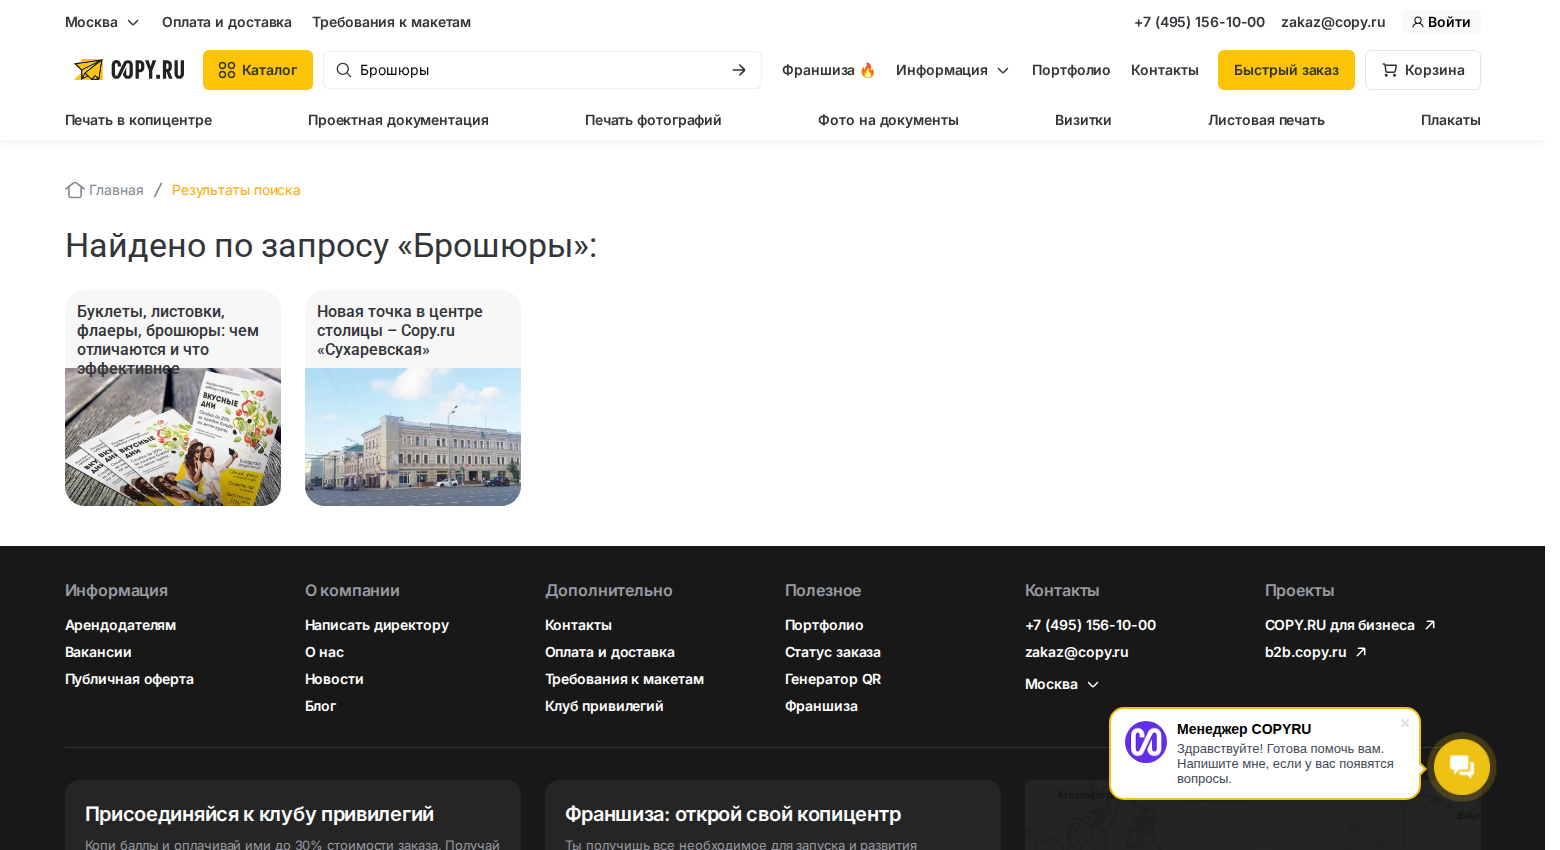 Москва Оплата и доставка Требования к макетам +7 (495) 156-10-00 zakaz@copy.ru Войти
COPY.RU Каталог Брошюры Франшиза 🔥 Информация Портфолио Контакты Быстрый заказ Корзина
Печать в копицентре Проектная документация Печать фотографий Фото на документы Визитки Листовая печать Плакаты
Главная / Результаты поиска
Найдено по запросу «Брошюры»:
Буклеты, листовки,
флаеры, брошюры: чем
отличаются и что
эффективнее
ВКУСНЫЕ
ДНИ
ВКУСНЫЕ
ДНИ
Новая точка в центре
столицы – Copy.ru
«Сухаревская»
Информация
Арендодателям
Вакансии
Публичная оферта
О компании
Написать директору
О нас
Новости
Блог
Дополнительно
Контакты
Оплата и доставка
Требования к макетам
Клуб привилегий
Полезное
Портфолио
Статус заказа
Генератор QR
Франшиза
Контакты
+7 (495) 156-10-00
zakaz@copy.ru
Москва
Проекты
COPY.RU для бизнеса
b2b.copy.ru
Менеджер COPYRU
Здравствуйте! Готова помочь вам.
Напишите мне, если у вас появятся
вопросы.
Присоединяйся к клубу привилегий
Копи баллы и оплачивай ими до 30% стоимости заказа. Получай
Франшиза: открой свой копицентр
Ты получишь все необходимое для запуска и развития